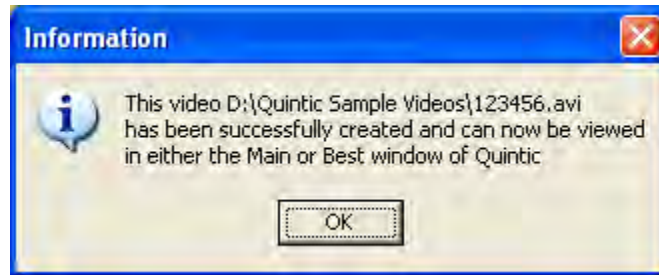 Information
This video D:\Quintic Sample Videos\123456.avi
has been successfully created and can now be viewed
in either the Main or Best window of Quintic
OK